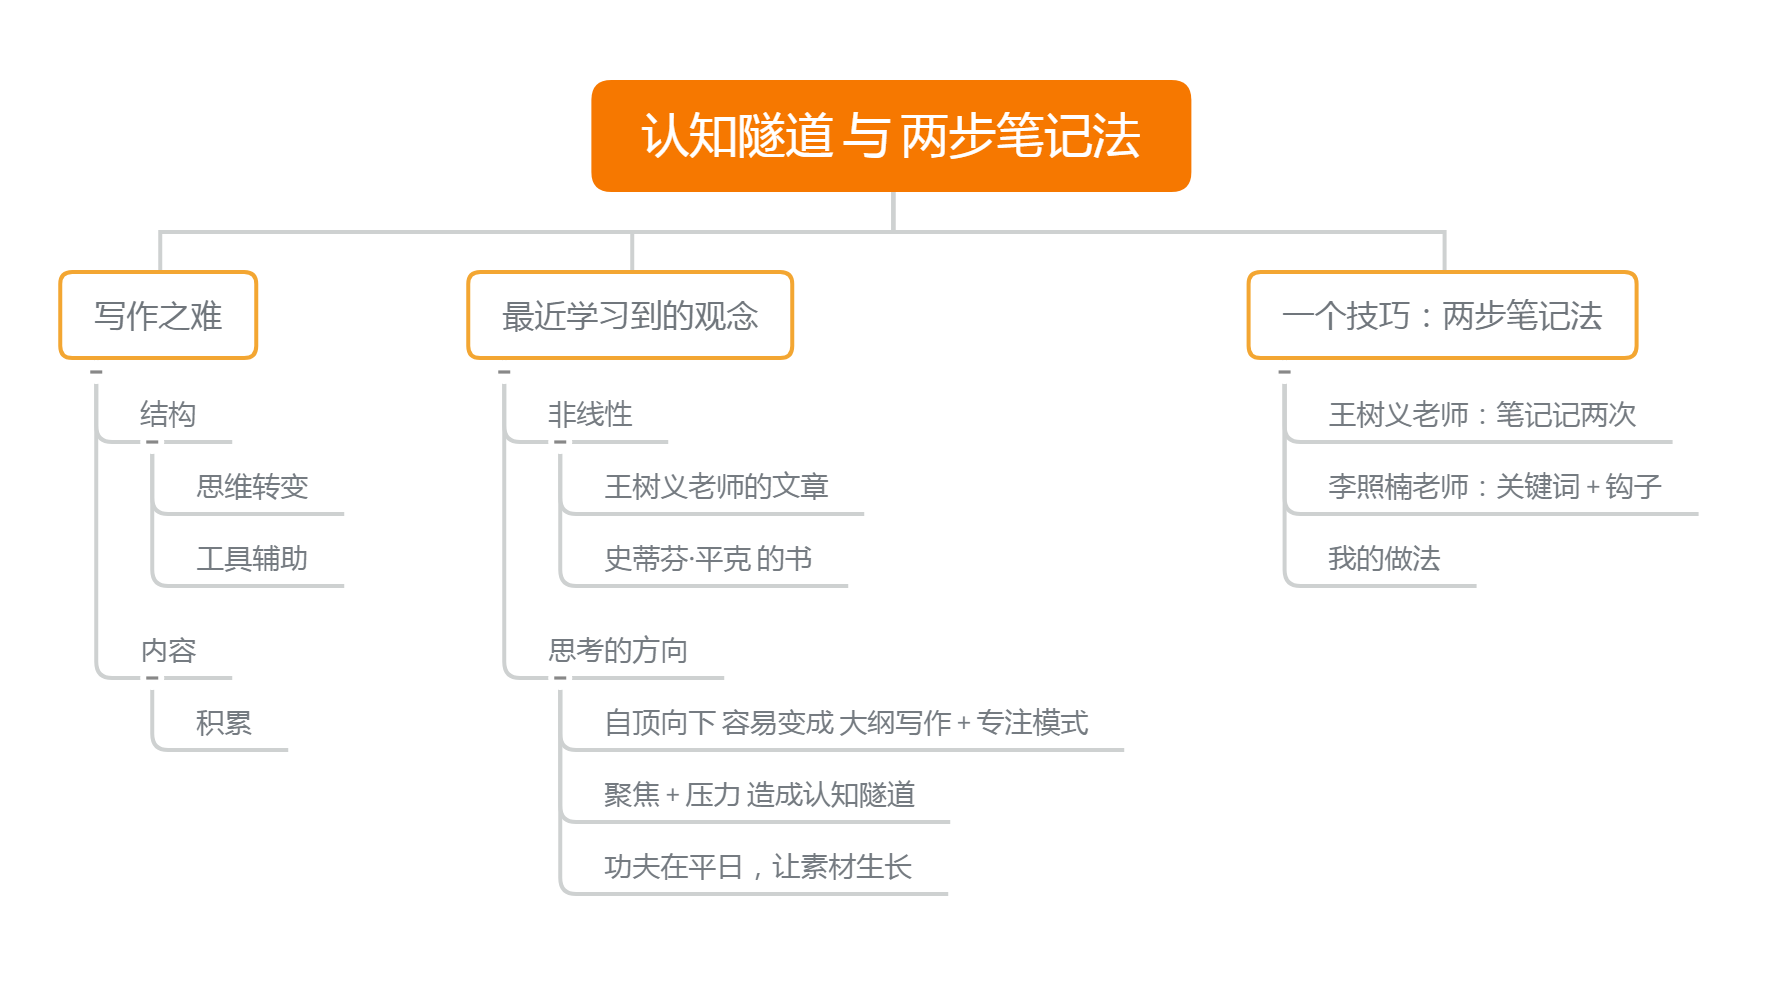 认知隧道 与 两步笔记法
写作之难
结构
思维转变
工具辅助
内容
积累
最近学习到的观念
非线性
王树义老师的文章
史蒂芬·平克 的书
思考的方向
自顶向下 容易变成 大纲写作 + 专注模式
聚焦 + 压力 造成认知隧道
功夫在平日，让素材生长
一个技巧：两步笔记法
王树义老师：笔记记两次
李照楠老师：关键词 + 钩子
我的做法